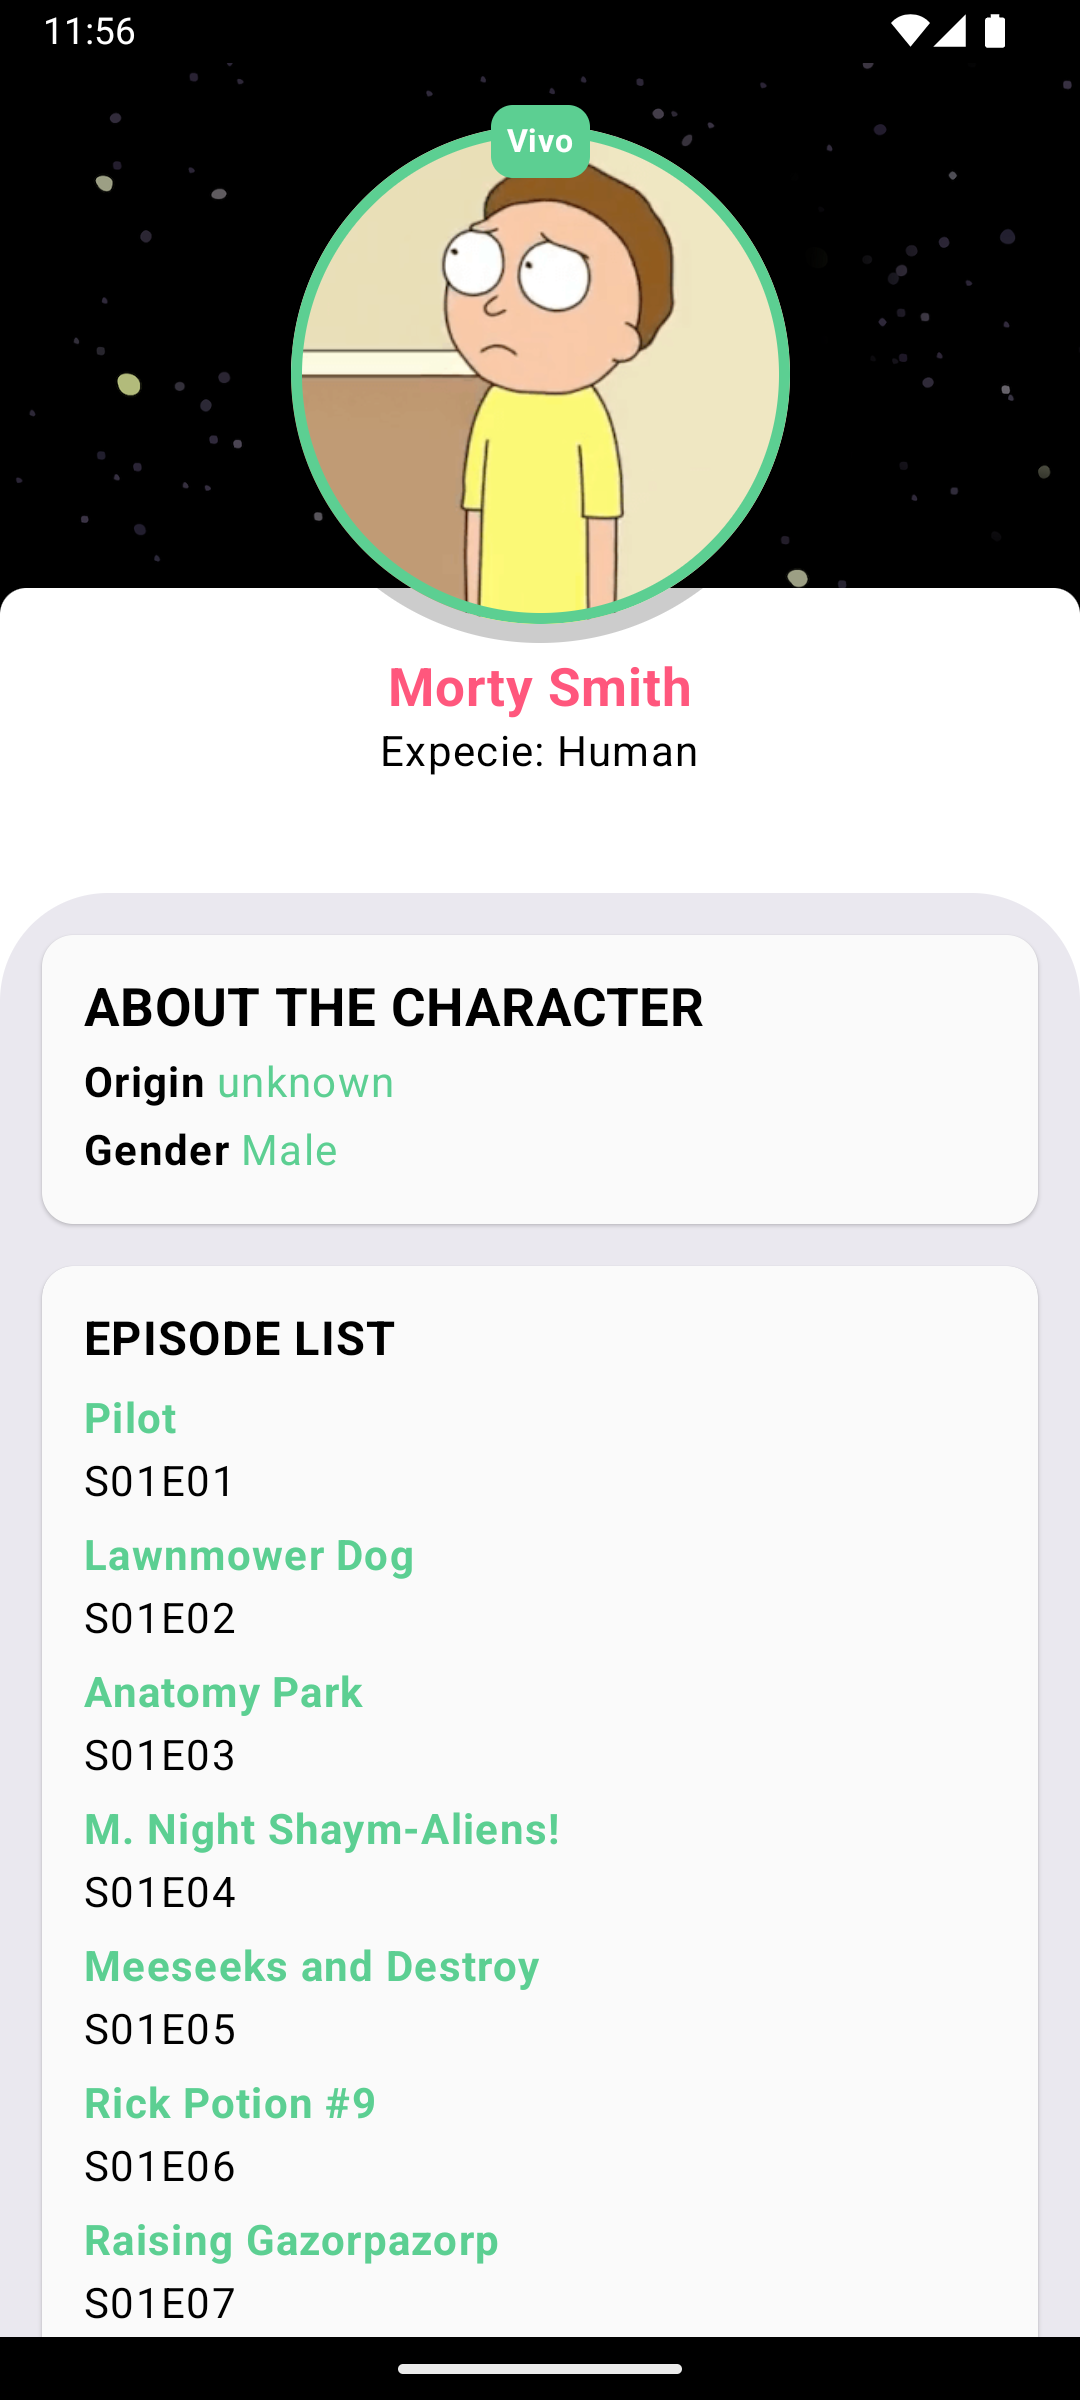 11:56
Vivo
Morty Smith
Expecie: Human
ABOUT THE CHARACTER
Origin unknown
Gender Male
EPISODE LIST
Pilot
S01E01
Lawnmower Dog
S01E02
Anatomy Park
S01E03
M. Night Shaym-Aliens!
S01E04
Meeseeks and Destroy
S01E05
Rick Potion #9
S01E06
Raising Gazorpazorp
S01E07